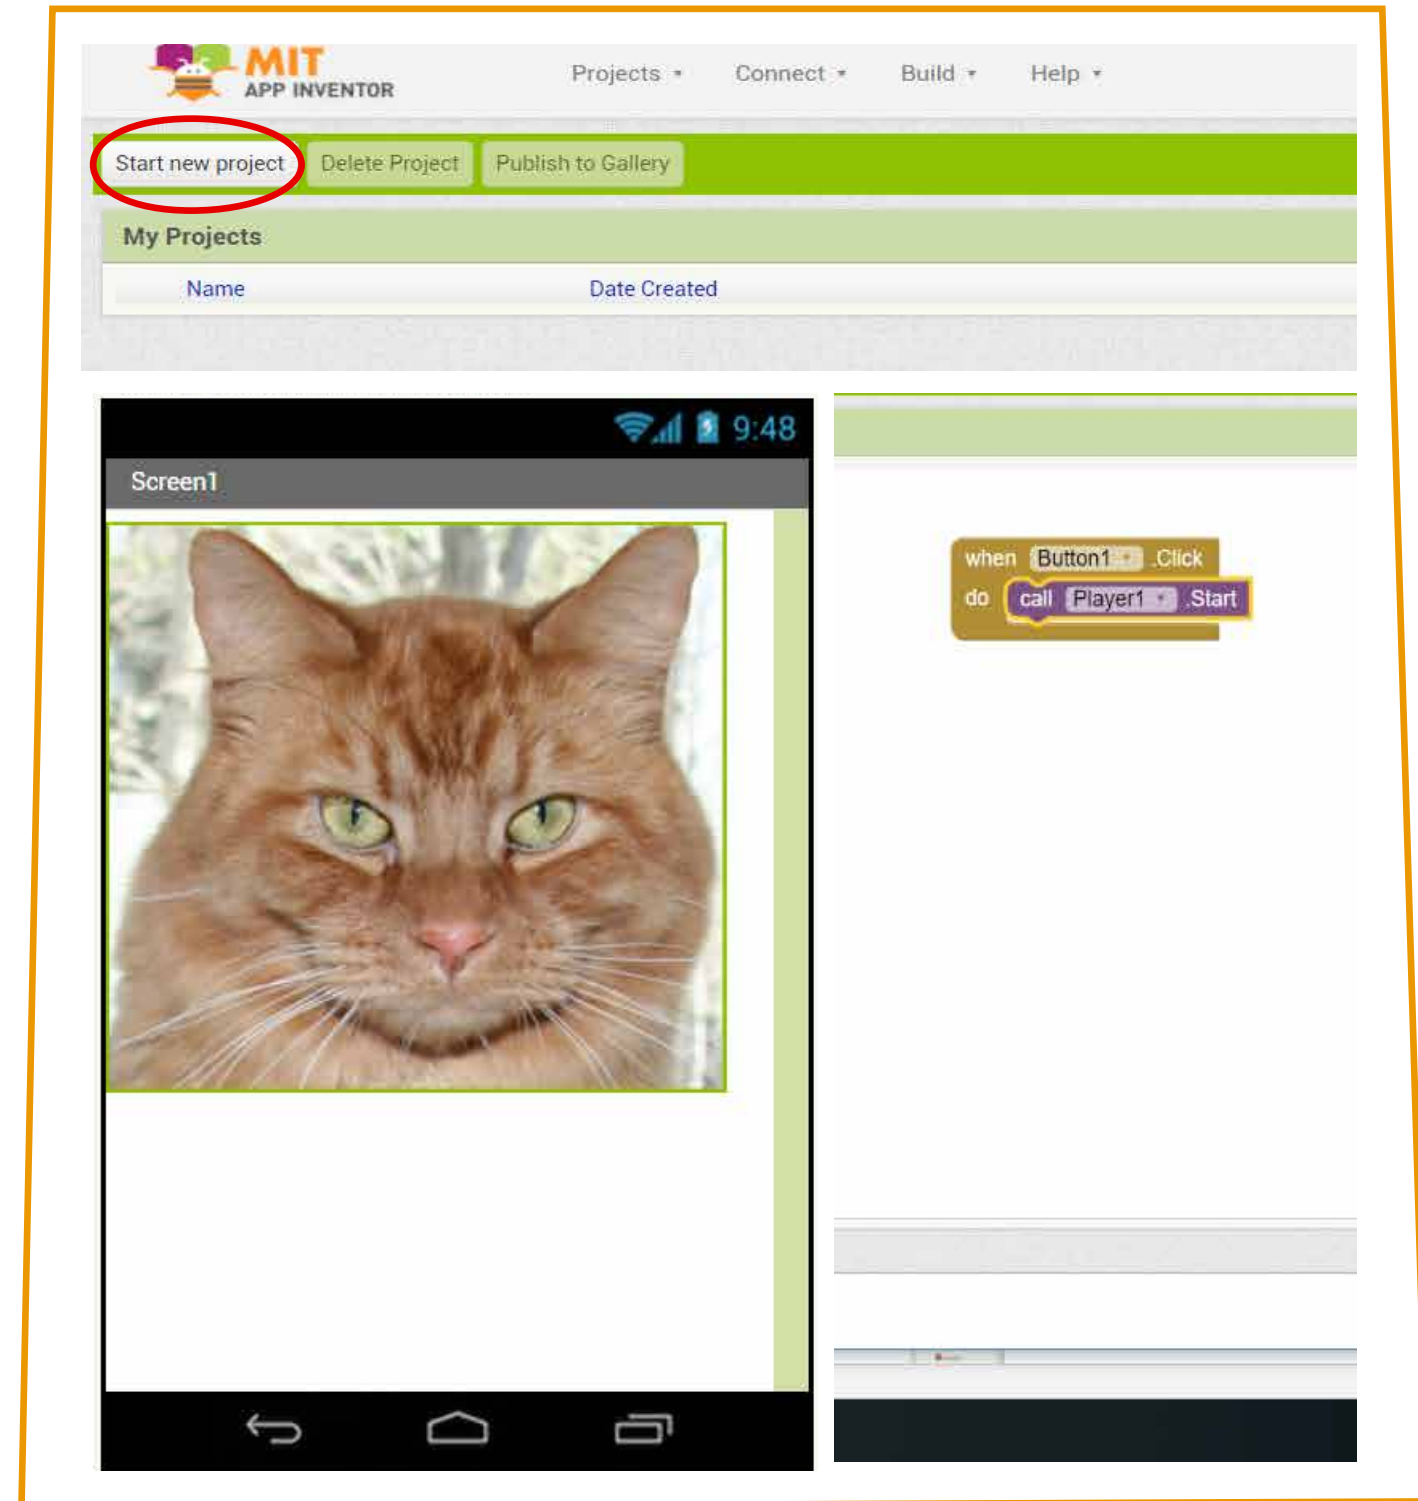 MIT
APP INVENTOR
Projects Connect Build Help
Start new project Delete Project Publish to Gallery
My Projects
Name Date Created
9:48
Screen1
when Button1 .Click
do call Player1 .Start